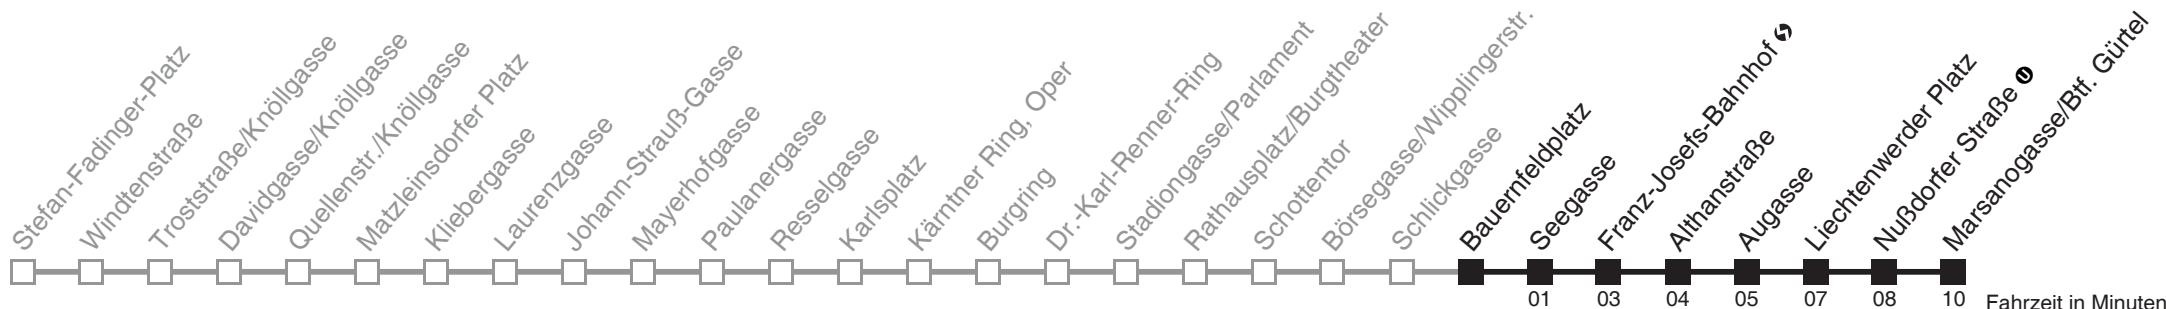 Stefan-Fadinger-Platz
Windtenstraße
Troststraße/Knöllgasse
Davidgasse/Knöllgasse
Quellenstr./Knöllgasse
Matzleinsdorfer Platz
Kliebergasse
Laurenzgasse
Johann-Strauß-Gasse
Mayerhofgasse
Paulanergasse
Resselgasse
Karlsplatz
Kärntner Ring, Oper
Burgring
Dr.-Karl-Renner-Ring
Stadiongasse/Parlament
Rathausplatz/Burgtheater
Schottentor
Börsegasse/Wipplingerstr.
Schlickgasse
Bauernfeldplatz
Seegasse
Franz-Josefs-Bahnhof
Althanstraße
Augasse
Liechtenwerder Platz
Nußdorfer Straße U
Marsanogasse/Btf. Gürtel
01 03 04 05 07 08 10 Fahrzeit in Minuten